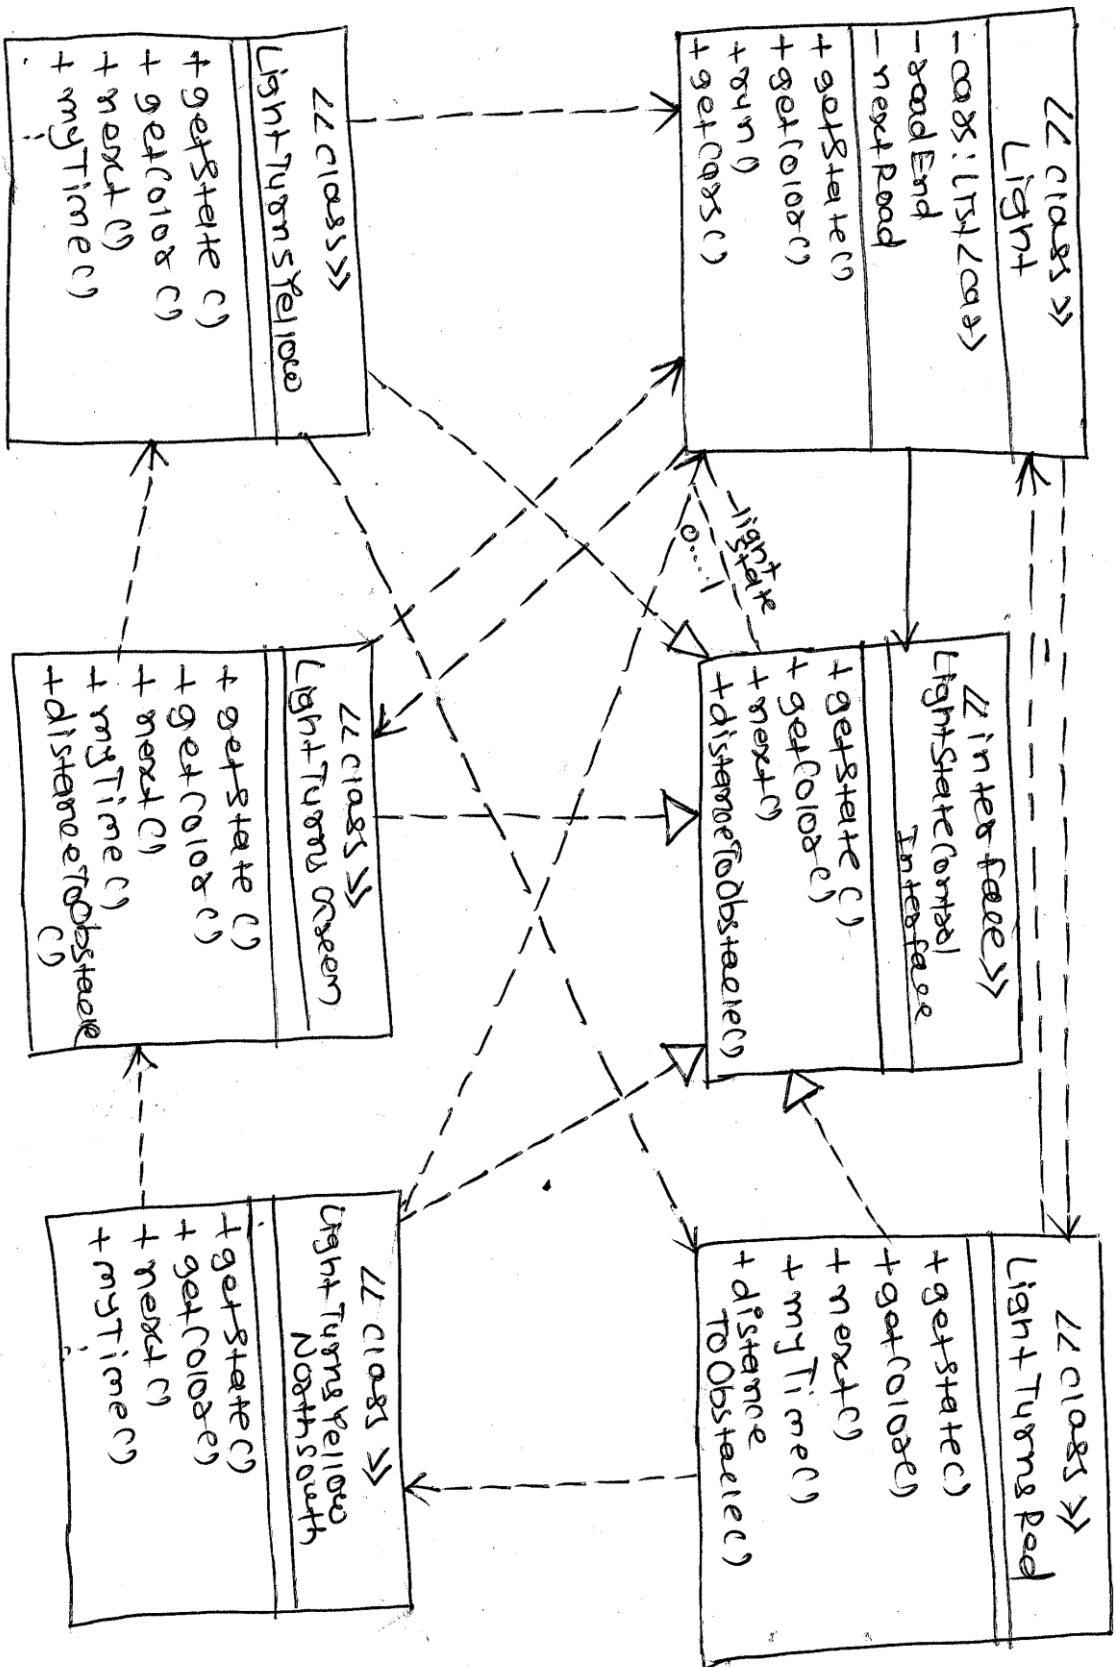 <<class>>
Light
-cars:List<car>
-roadEnd
-nextRoad
+getState()
+getColor()
+run()
+getCars()
-light
state
0....1
<<interface>>
LightStateControl
Interface
+getState()
+getColor()
+next()
+distanceToObstacle()
<<class>>
LightTurnsRed
+getState()
+getColor()
+next()
+myTime()
+distance
ToObstacle()
<<class>>
LightTurnsYellow
+getState()
+getColor()
+next()
+myTime()
<<class>>
LightTurnsGreen
+getState()
+getColor()
+next()
+myTime()
+distanceToObstacle
()
<<class>>
LightTurnsYellow
NorthSouth
+getState()
+getColor()
+next()
+myTime()